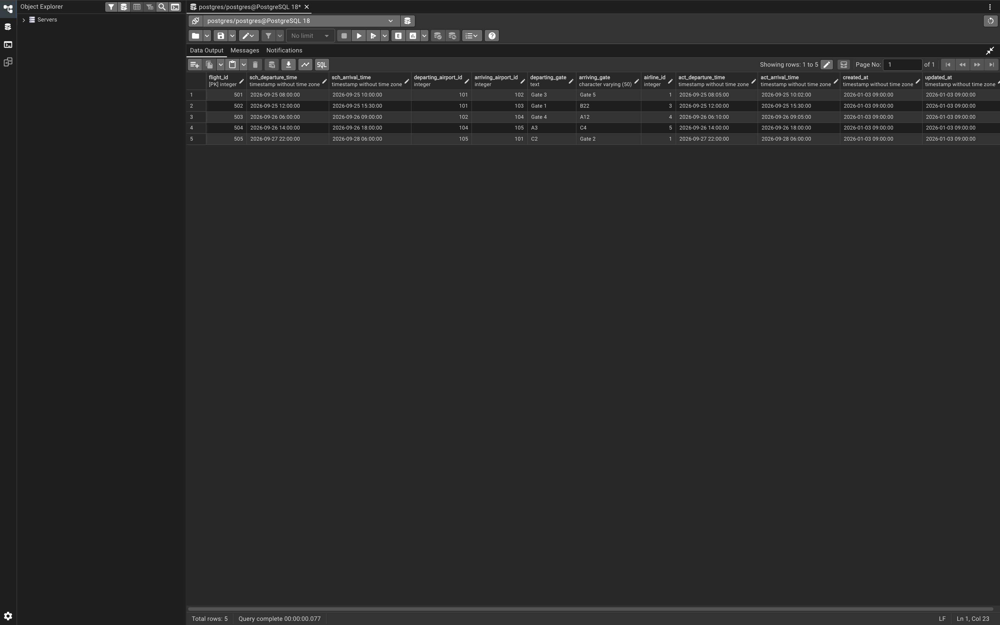 Object Explorer
Servers
postgres/postgres@PostgreSQL 18*
postgres/postgres@PostgreSQL 18
No limit
E
Data Output Messages Notifications
SQL
Showing rows: 1 to 5 Page No: 1 of 1
flight_id sch_departure_time sch_arrival_time departing_airport_id arriving_airport_id departing_gate arriving_gate airline_id act_departure_time act_arrival_time created_at updated_at
[PK] integer timestamp without time zone timestamp without time zone integer integer text character varying (50) integer timestamp without time zone timestamp without time zone timestamp without time zone timestamp without time zone
1 501 2026-09-25 08:00:00 2026-09-25 10:00:00 101 102 Gate 3 Gate 5 1 2026-09-25 08:05:00 2026-09-25 10:02:00 2026-01-03 09:00:00 2026-01-03 09:00:00
2 502 2026-09-25 12:00:00 2026-09-25 15:30:00 101 103 Gate 1 B22 3 2026-09-25 12:00:00 2026-09-25 15:30:00 2026-01-03 09:00:00 2026-01-03 09:00:00
3 503 2026-09-26 06:00:00 2026-09-26 09:00:00 102 104 Gate 4 A12 4 2026-09-26 06:10:00 2026-09-26 09:05:00 2026-01-03 09:00:00 2026-01-03 09:00:00
4 504 2026-09-26 14:00:00 2026-09-26 18:00:00 104 105 A3 C4 5 2026-09-26 14:00:00 2026-09-26 18:00:00 2026-01-03 09:00:00 2026-01-03 09:00:00
5 505 2026-09-27 22:00:00 2026-09-28 06:00:00 105 101 C2 Gate 2 1 2026-09-27 22:00:00 2026-09-28 06:00:00 2026-01-03 09:00:00 2026-01-03 09:00:00
Total rows: 5 Query complete 00:00:00.077 LF Ln 1, Col 23